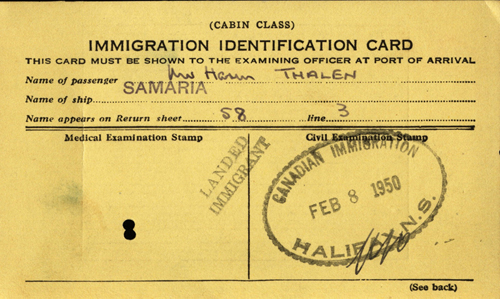 (CABIN CLASS)
IMMIGRATION IDENTIFICATION CARD
THIS CARD MUST BE SHOWN TO THE EXAMINING OFFICER AT PORT OF ARRIVAL
Name of passenger THALEN
Name of ship SAMARIA
Name appears on Return sheet 58 line 3
Medical Examination Stamp
Civil Examination Stamp
LANDED
IMMIGRANT
CANADIAN IMMIGRATION
FEB 8 1950
HALIFAX N.S.
(See back)